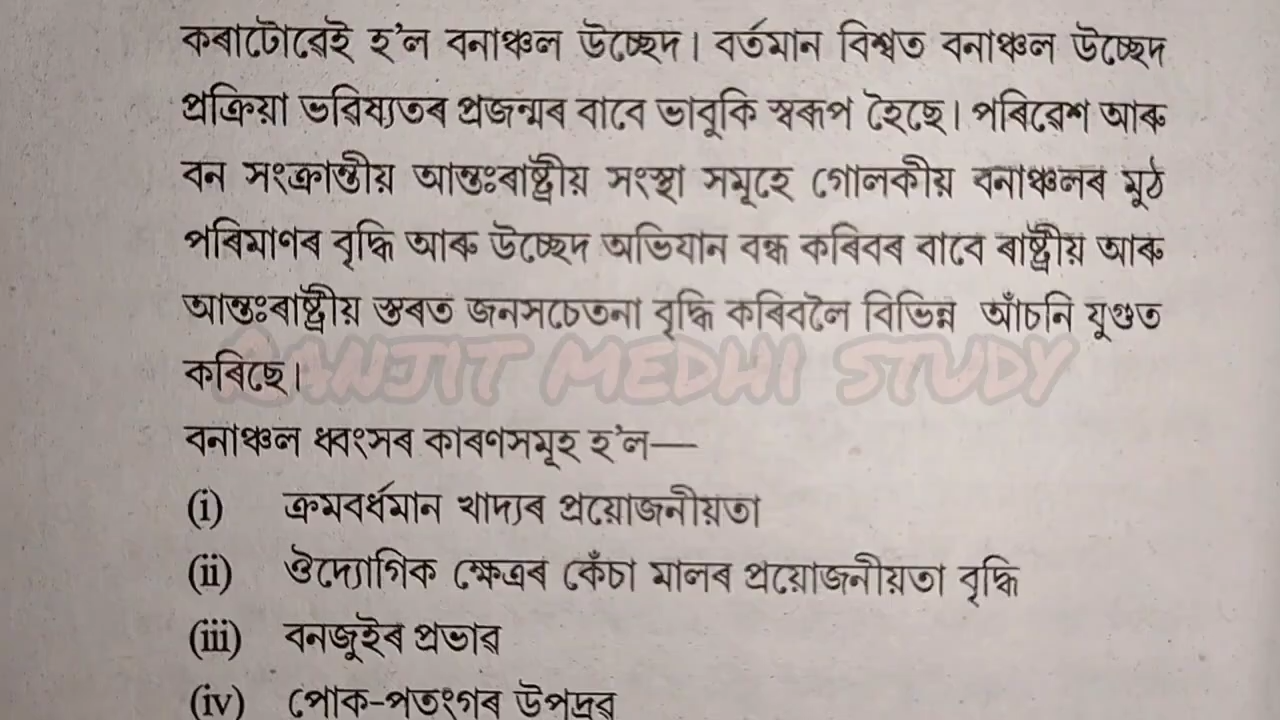 কৰাটোৱেই হ'ল বনাঞ্চল উচ্ছেদ। বৰ্তমান বিশ্বত বনাঞ্চল উচ্ছেদ
প্ৰক্ৰিয়া ভৱিষ্যতৰ প্ৰজন্মৰ বাবে ভাবুকি স্বৰূপ হৈছে। পৰিৱেশ আৰু
বন সংক্ৰান্তীয় আন্তঃৰাষ্ট্ৰীয় সংস্থা সমূহে গোলকীয় বনাঞ্চলৰ মুঠ
পৰিমাণৰ বৃদ্ধি আৰু উচ্ছেদ অভিযান বন্ধ কৰিবৰ বাবে ৰাষ্ট্ৰীয় আৰু
আন্তঃৰাষ্ট্ৰীয় স্তৰত জনসচেতনা বৃদ্ধি কৰিবলৈ বিভিন্ন আঁচনি যুগুত
কৰিছে।
RANJIT MEDHI STUDY
বনাঞ্চল ধ্বংসৰ কাৰণসমূহ হ'ল—
(i) ক্ৰমবৰ্ধমান খাদ্যৰ প্ৰয়োজনীয়তা
(ii) ঔদ্যোগিক ক্ষেত্ৰৰ কেঁচা মালৰ প্ৰয়োজনীয়তা বৃদ্ধি
(iii) বনজুইৰ প্ৰভাৱ
(iv) পোক-পতংগৰ উপদ্ৰৱ